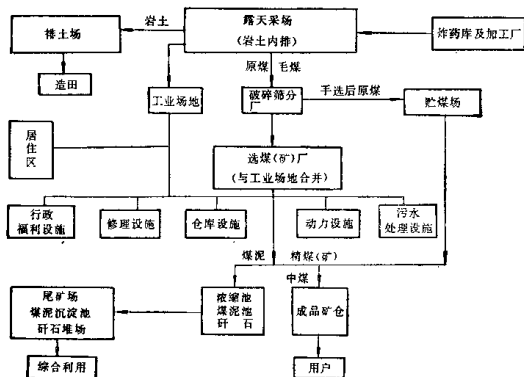 排土场
岩土
露天采场
(岩土内排)
炸药库及加工厂
原煤
毛煤
造田
工业场地
破碎筛分
厂
手选后原煤
贮煤场
居
住
区
选煤(矿)厂
(与工业场地合并)
行政
福利设施
修理设施
仓库设施
动力设施
污水
处理设施
煤泥
精煤(矿)
中煤
尾矿场
煤泥沉淀池
矸石堆场
浓缩池
煤泥池
矸 石
成品矿仓
综合利用
用户